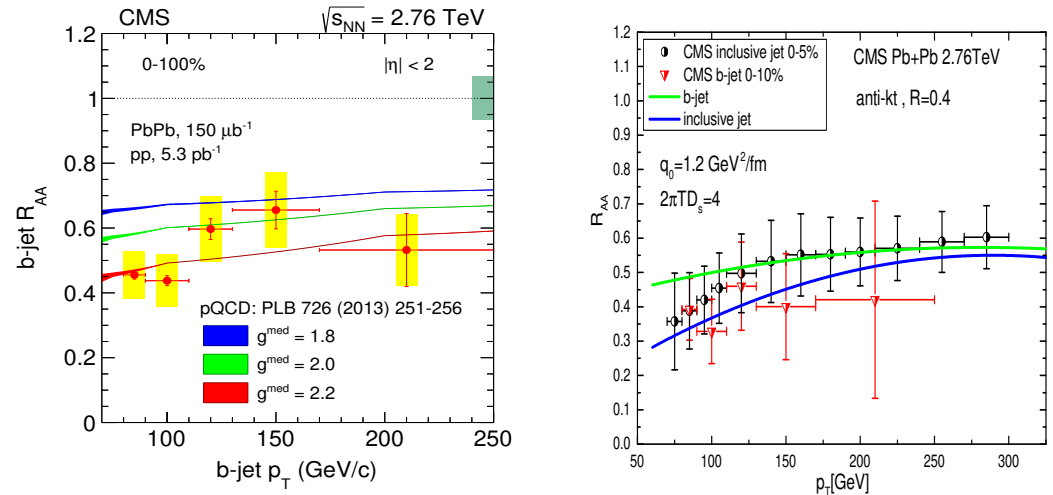 CMS
√s_NN = 2.76 TeV
0-100%
|η| < 2
PbPb, 150 μb⁻¹
pp, 5.3 pb⁻¹
pQCD: PLB 726 (2013) 251-256
g^med = 1.8
g^med = 2.0
g^med = 2.2
b-jet R_AA
1.2
1
0.8
0.6
0.4
0.2
0
100 150 200 250
b-jet p_T (GeV/c)
CMS inclusive jet 0-5%
CMS b-jet 0-10%
b-jet
inclusive jet
CMS Pb+Pb 2.76TeV
anti-kt , R=0.4
q₀=1.2 GeV²/fm
2πTD_s=4
R_AA
1.2
1.1
1.0
0.9
0.8
0.7
0.6
0.5
0.4
0.3
0.2
0.1
0.0
50 100 150 200 250 300
p_T[GeV]